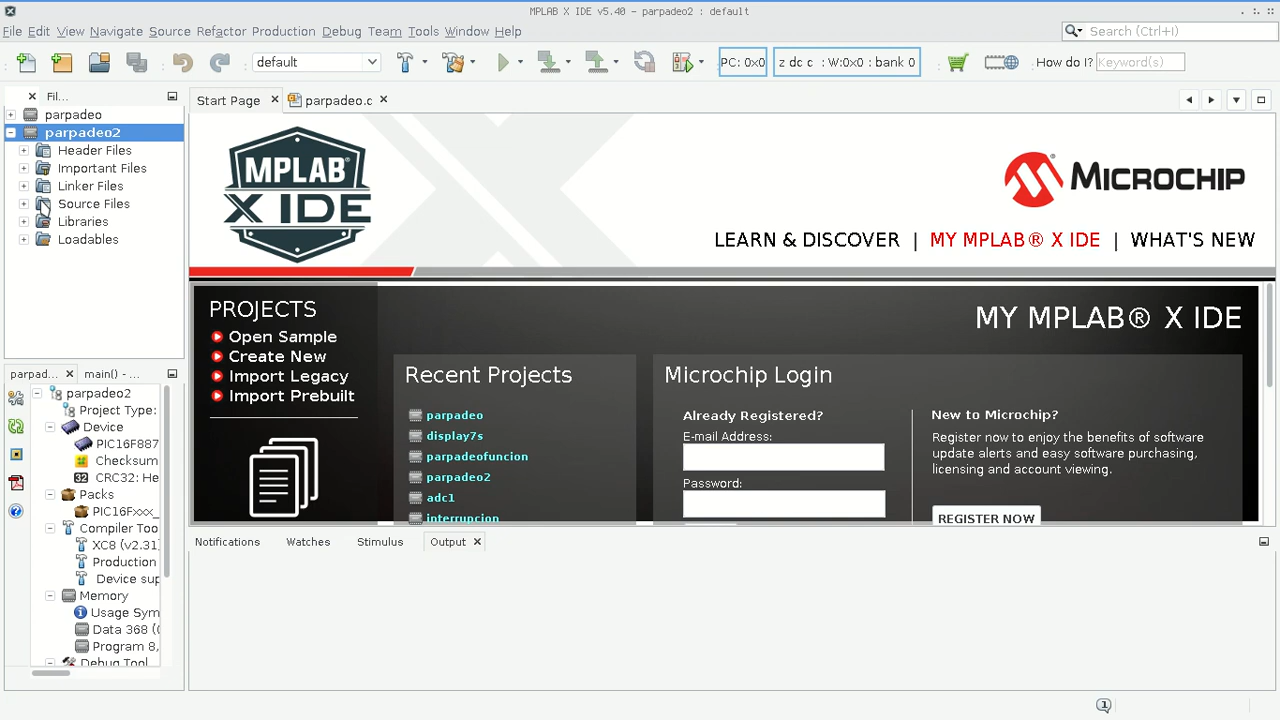 MPLAB X IDE v5.40 - parpadeo2 : default
File Edit View Navigate Source Refactor Production Debug Team Tools Window Help
Search (Ctrl+I)
default
PC: 0x0
z dc c : W:0x0 : bank 0
How do I?
Keyword(s)
Fil...
Start Page
parpadeo.c
parpadeo
parpadeo2
Header Files
Important Files
Linker Files
Source Files
Libraries
Loadables
MPLAB®
X IDE
MICROCHIP
LEARN & DISCOVER | MY MPLAB® X IDE | WHAT'S NEW
PROJECTS
Open Sample
Create New
Import Legacy
Import Prebuilt
MY MPLAB® X IDE
Recent Projects
parpadeo
display7s
parpadeofuncion
parpadeo2
adc1
interrupcion
Microchip Login
Already Registered?
E-mail Address:
Password:
New to Microchip?
Register now to enjoy the benefits of software
update alerts and easy software purchasing,
licensing and account viewing.
REGISTER NOW
parpad...
main() - ...
parpadeo2
Project Type:
Device
PIC16F887
Checksum
32 CRC32: He
Packs
PIC16Fxxx_
Compiler Too
XC8 (v2.31)
Production
Device sup
Memory
Usage Sym
Data 368 (
Program 8,
Debug Tool
Notifications
Watches
Stimulus
Output
1